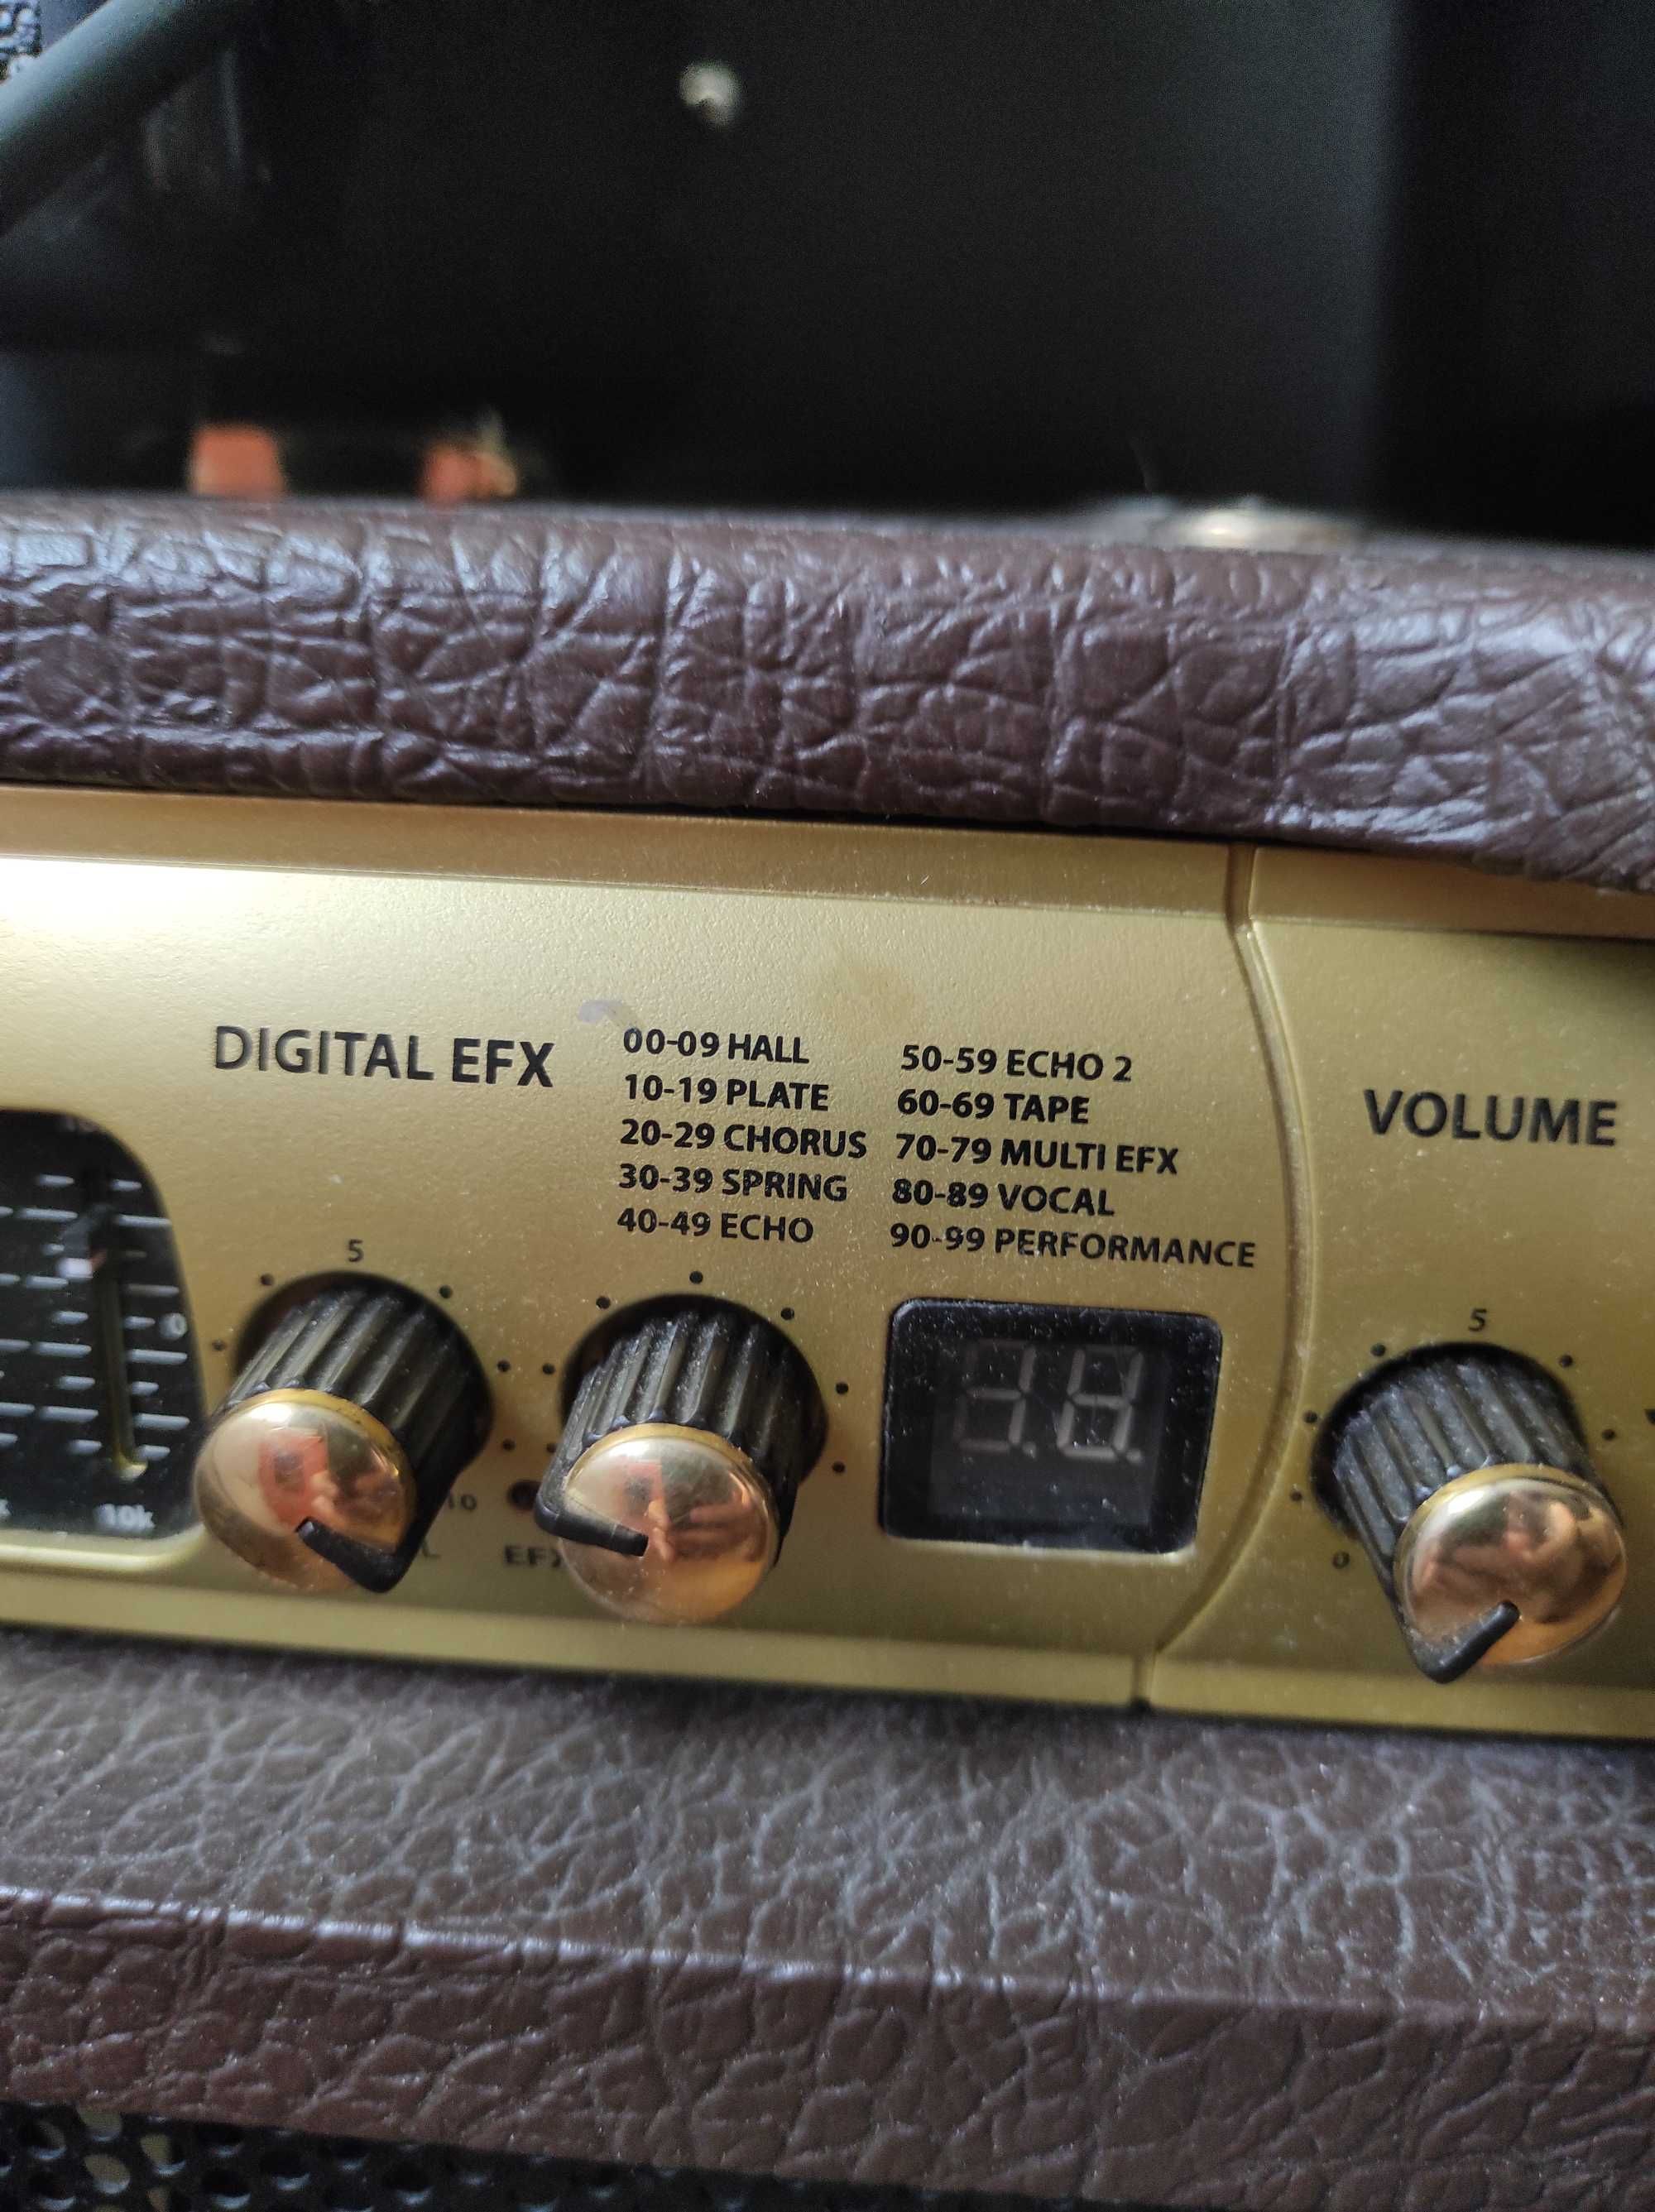 DIGITAL EFX
00-09 HALL
10-19 PLATE
20-29 CHORUS
30-39 SPRING
40-49 ECHO
50-59 ECHO 2
60-69 TAPE
70-79 MULTI EFX
80-89 VOCAL
90-99 PERFORMANCE
VOLUME
5
5
0
10
0
10k
EFX